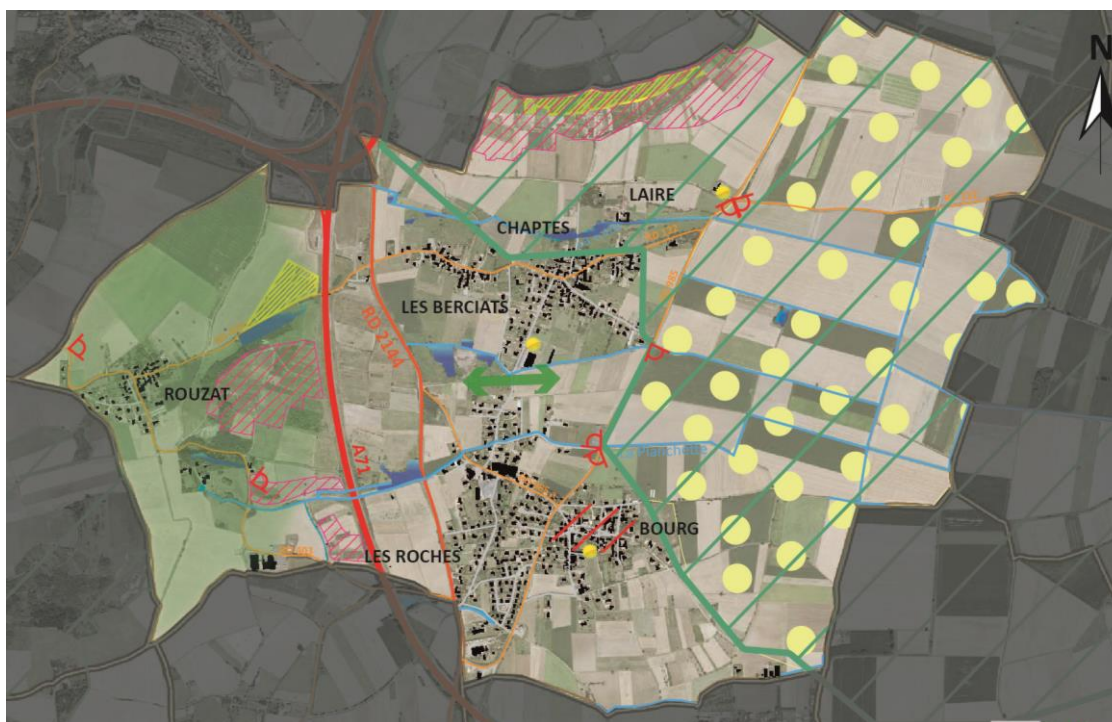 N
LAIRE
CHAPTES
LES BERCIATS
RD 2144
ROUZAT
A71
BOURG
LES ROCHES